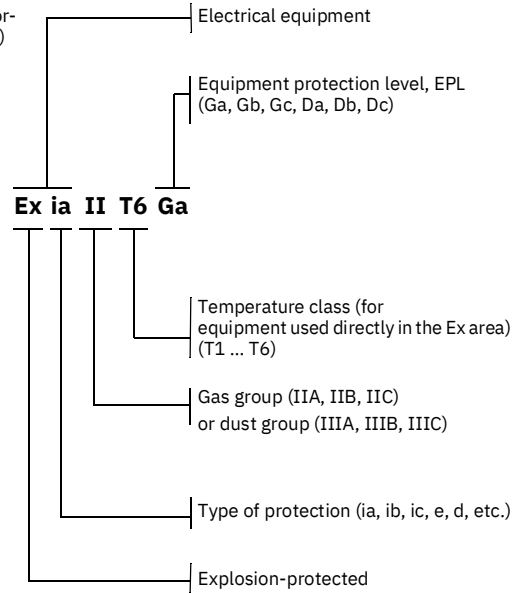 or-
)
Electrical equipment
Equipment protection level, EPL
(Ga, Gb, Gc, Da, Db, Dc)
Ex ia II T6 Ga
Temperature class (for
equipment used directly in the Ex area)
(T1 ... T6)
Gas group (IIA, IIB, IIC)
or dust group (IIIA, IIIB, IIIC)
Type of protection (ia, ib, ic, e, d, etc.)
Explosion-protected